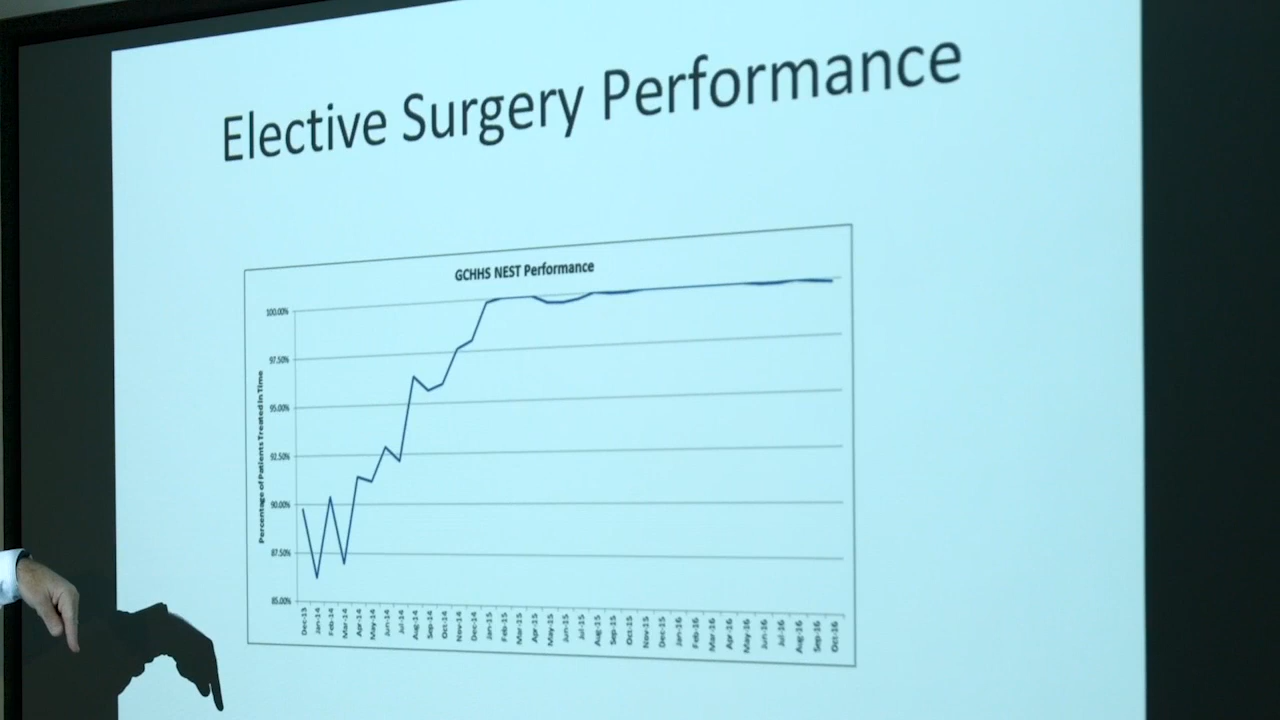 Elective Surgery Performance
GCHHS NEST Performance
Percentage of Patients Treated in Time
100.00%
97.50%
95.00%
92.50%
90.00%
87.50%
85.00%
Dec-13
Jan-14
Feb-14
Mar-14
Apr-14
May-14
Jun-14
Jul-14
Aug-14
Sep-14
Oct-14
Nov-14
Dec-14
Jan-15
Feb-15
Mar-15
Apr-15
May-15
Jun-15
Jul-15
Aug-15
Sep-15
Oct-15
Nov-15
Dec-15
Jan-16
Feb-16
Mar-16
Apr-16
May-16
Jun-16
Jul-16
Aug-16
Sep-16
Oct-16